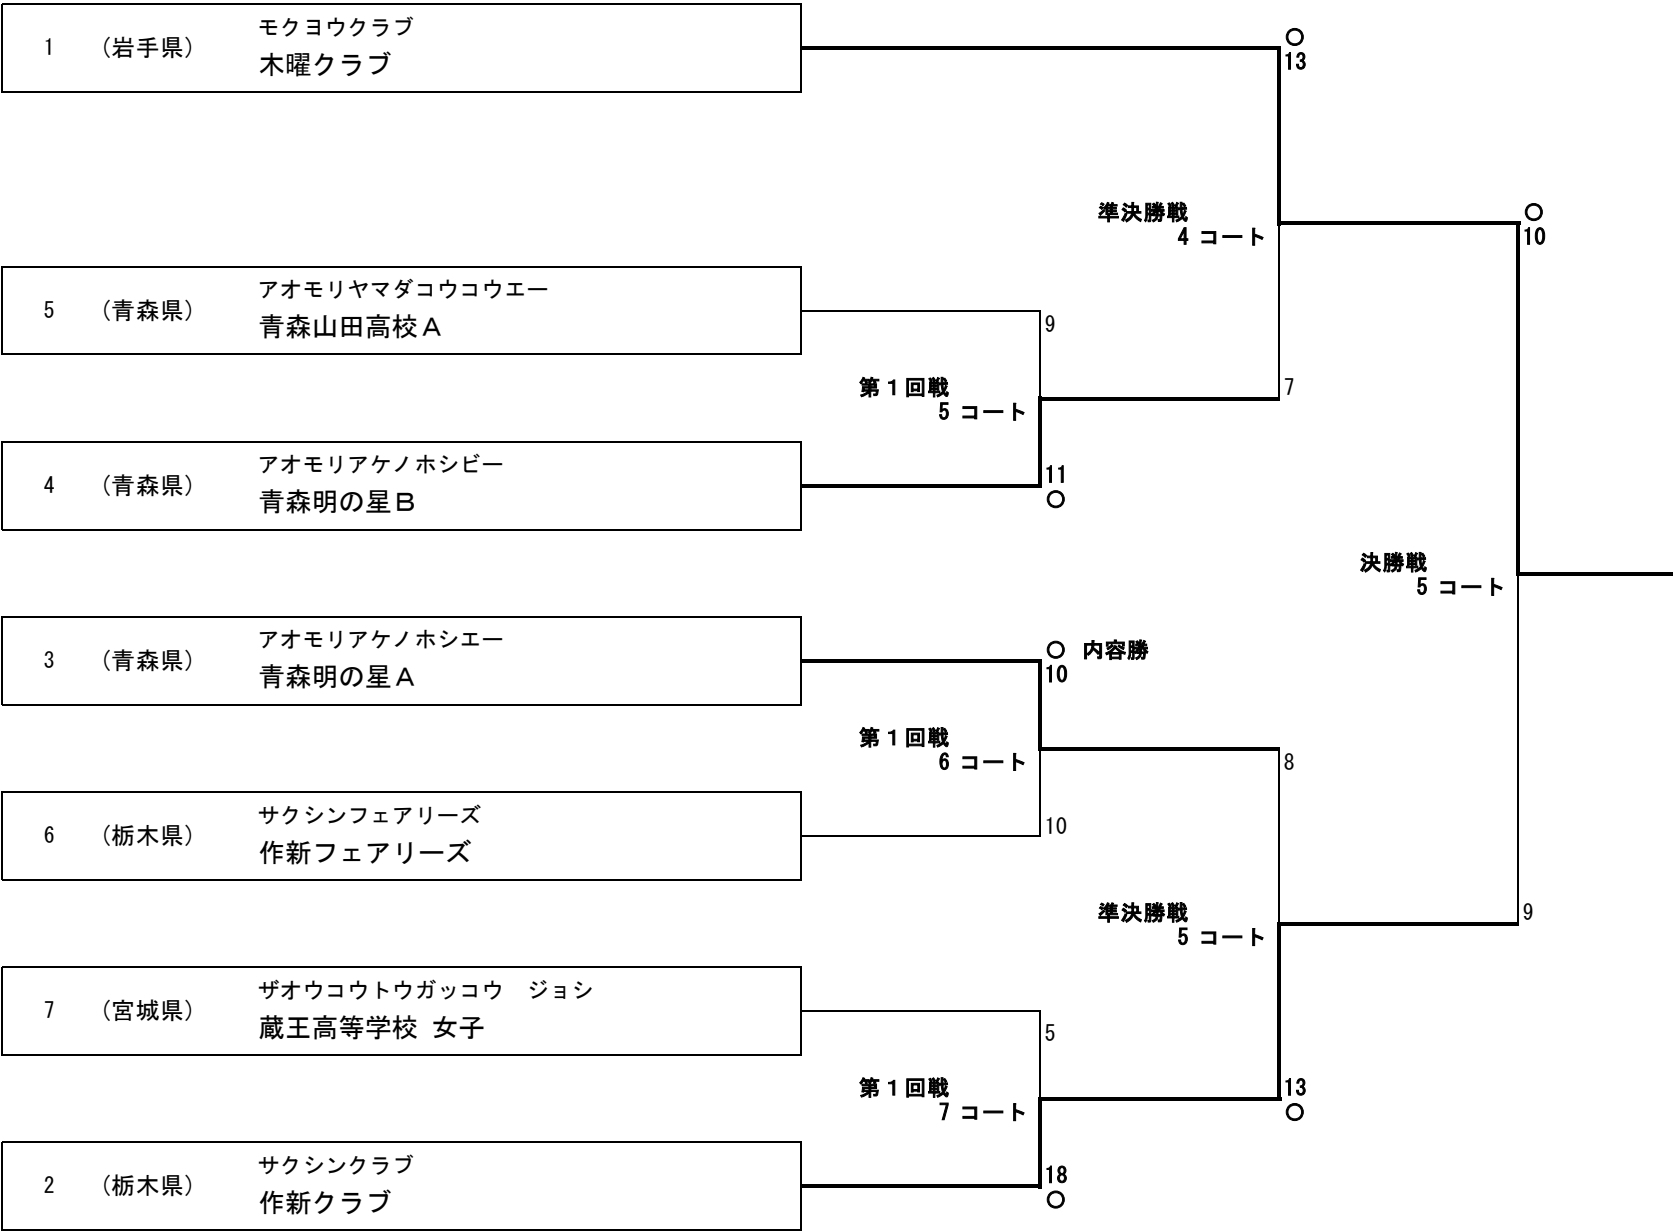 モクヨウクラブ
1 （岩手県） 木曜クラブ
○
13
準決勝戦
4 コート
○
10
アオモリヤマダコウコウエー
5 （青森県） 青森山田高校Ａ
9
第１回戦
5 コート
7
アオモリアケノホシビー
4 （青森県） 青森明の星Ｂ
11
○
決勝戦
5 コート
アオモリアケノホシエー
3 （青森県） 青森明の星Ａ
○ 内容勝
10
第１回戦
6 コート
8
サクシンフェアリーズ
6 （栃木県） 作新フェアリーズ
10
準決勝戦
5 コート
9
ザオウコウトウガッコウ　ジョシ
7 （宮城県） 蔵王高等学校 女子
5
第１回戦
7 コート
13
○
サクシンクラブ
2 （栃木県） 作新クラブ
18
○